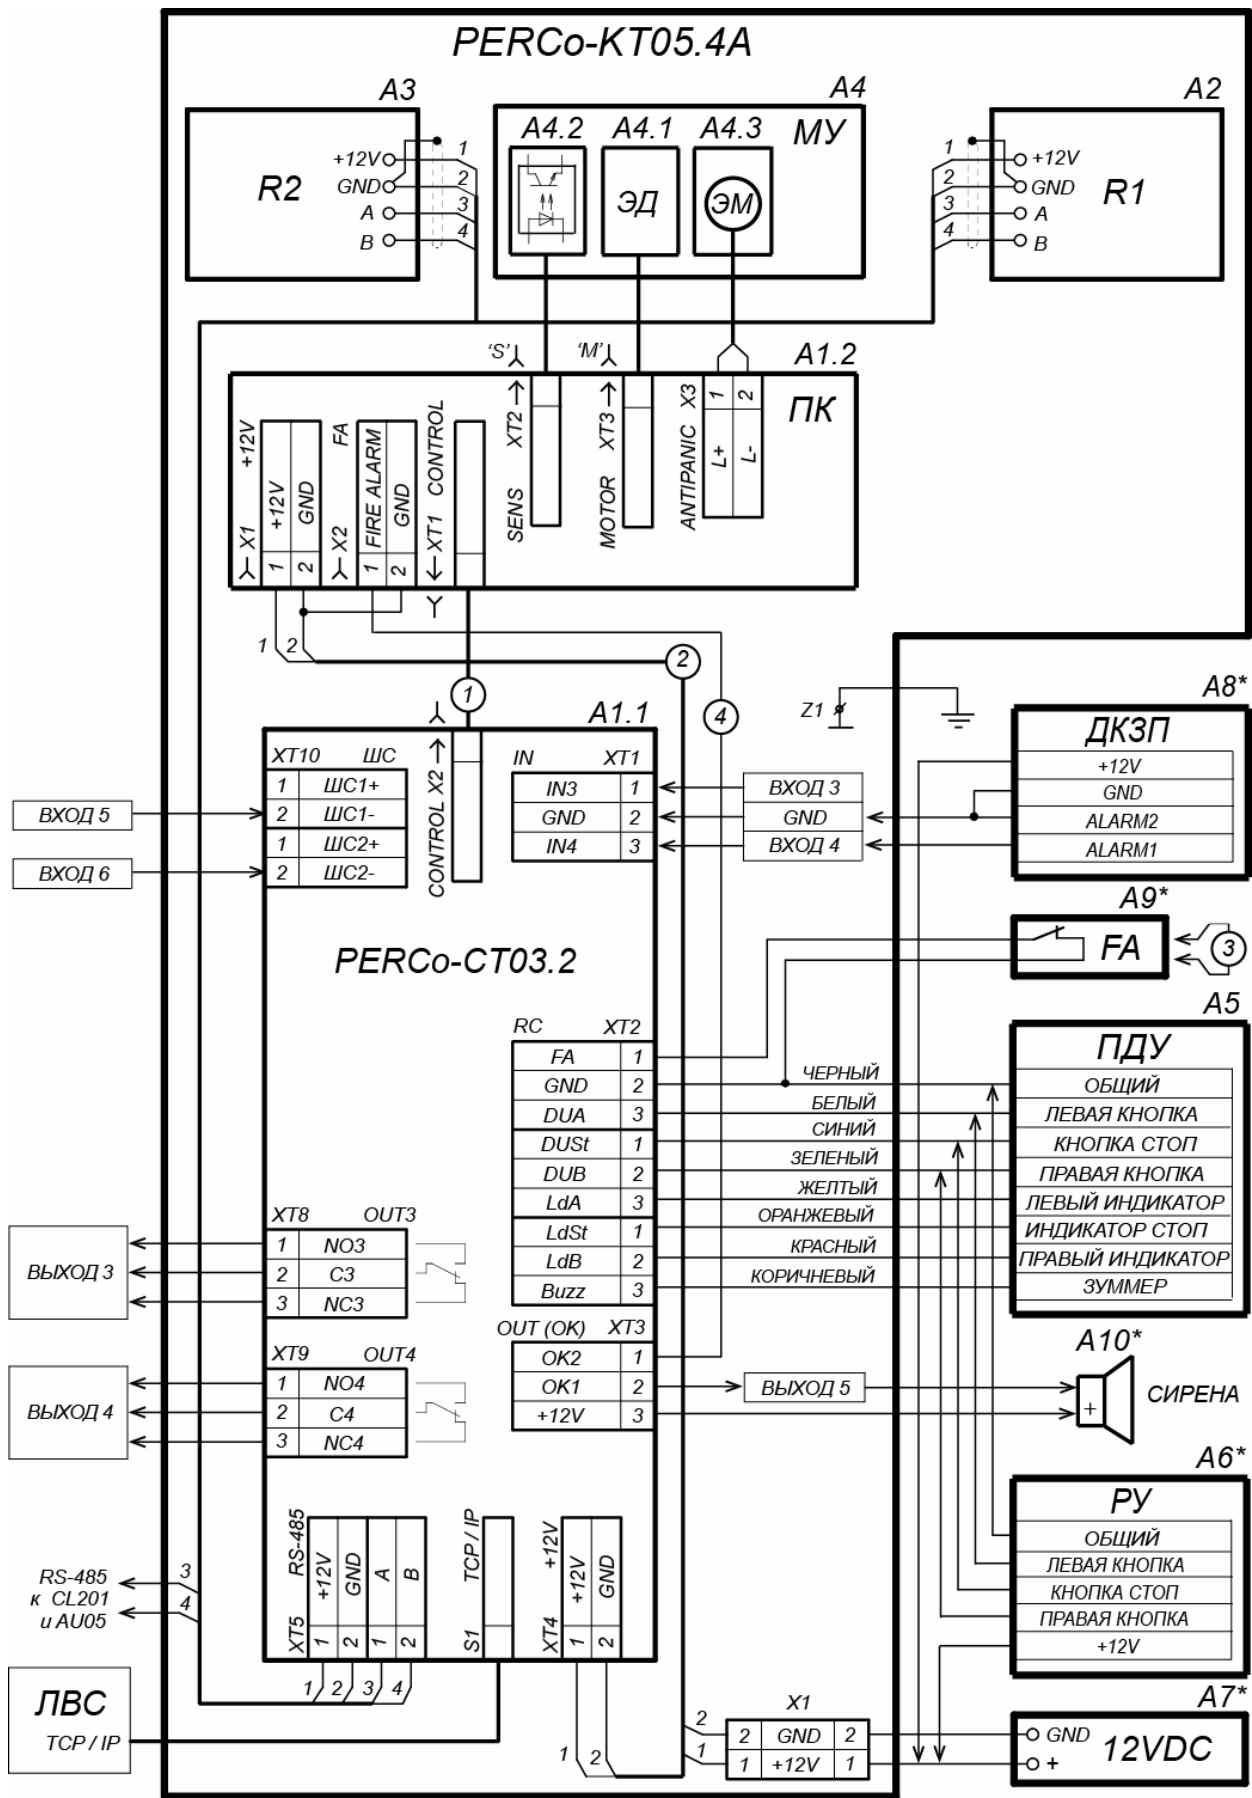 PERCo-KT05.4A
A3
A4
A2
R2
+12V
GND
A
B
1
2
3
4
A4.2
A4.1
A4.3
МУ
ЭД
ЭМ
1
2
3
4
+12V
GND
A
B
R1
'S'
'M'
A1.2
ПК
X1
+12V
1
+12V
2
GND
X2
FA
1
FIRE ALARM
2
GND
XT1
CONTROL
SENS
XT2
MOTOR
XT3
ANTIPANIC
X3
1
L+
2
L-
1
2
2
1
4
Z1
A1.1
XT10 ШС
1 ШС1+
2 ШС1-
1 ШС2+
2 ШС2-
ВХОД 5
ВХОД 6
CONTROL X2
IN XT1
IN3 1
GND 2
IN4 3
ВХОД 3
GND
ВХОД 4
A8*
ДКЗП
+12V
GND
ALARM2
ALARM1
A9*
FA
3
PERCo-CT03.2
RC XT2
FA 1
GND 2
DUA 3
DUSt 1
DUB 2
LdA 3
LdSt 1
LdB 2
Buzz 3
ЧЕРНЫЙ
БЕЛЫЙ
СИНИЙ
ЗЕЛЕНЫЙ
ЖЕЛТЫЙ
ОРАНЖЕВЫЙ
КРАСНЫЙ
КОРИЧНЕВЫЙ
A5
ПДУ
ОБЩИЙ
ЛЕВАЯ КНОПКА
КНОПКА СТОП
ПРАВАЯ КНОПКА
ЛЕВЫЙ ИНДИКАТОР
ИНДИКАТОР СТОП
ПРАВЫЙ ИНДИКАТОР
ЗУММЕР
XT8 OUT3
1 NO3
2 C3
3 NC3
ВЫХОД 3
XT9 OUT4
1 NO4
2 C4
3 NC4
ВЫХОД 4
OUT (OK) XT3
OK2 1
OK1 2
+12V 3
ВЫХОД 5
A10*
+
СИРЕНА
A6*
РУ
ОБЩИЙ
ЛЕВАЯ КНОПКА
КНОПКА СТОП
ПРАВАЯ КНОПКА
+12V
RS-485
к CL201
и AU05
3
4
XT5
RS-485
1
+12V
2
GND
1
A
2
B
S1
TCP / IP
XT4
+12V
1
+12V
2
GND
1
2
3
4
1
2
ЛВС
TCP / IP
X1
2
2 GND 2
1
1 +12V 1
A7*
GND
+
12VDC